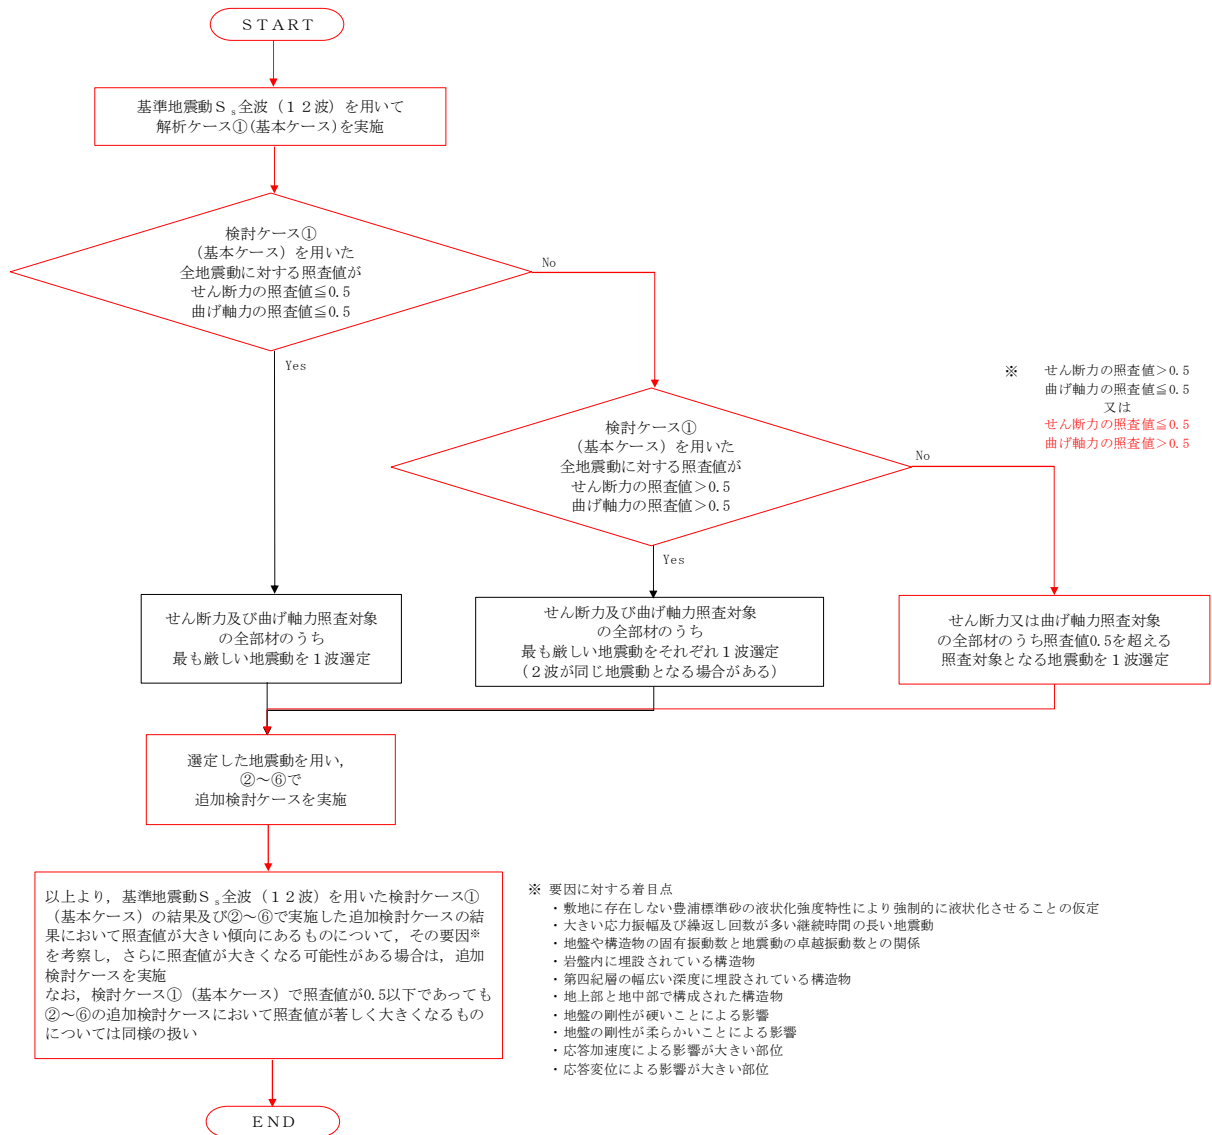 START
基準地震動Ｓｓ全波（１２波）を用いて
解析ケース①(基本ケース)を実施
検討ケース①
（基本ケース）を用いた
全地震動に対する照査値が
せん断力の照査値≦0.5
曲げ軸力の照査値≦0.5
No
Yes
※ せん断力の照査値＞0.5
曲げ軸力の照査値≦0.5
又は
せん断力の照査値≦0.5
曲げ軸力の照査値＞0.5
検討ケース①
（基本ケース）を用いた
全地震動に対する照査値が
せん断力の照査値＞0.5
曲げ軸力の照査値＞0.5
No
Yes
せん断力及び曲げ軸力照査対象
の全部材のうち
最も厳しい地震動を１波選定
せん断力及び曲げ軸力照査対象
の全部材のうち
最も厳しい地震動をそれぞれ１波選定
（２波が同じ地震動となる場合がある）
せん断力又は曲げ軸力照査対象
の全部材のうち照査値0.5を超える
照査対象となる地震動を１波選定
選定した地震動を用い，
②～⑥で
追加検討ケースを実施
以上より，基準地震動Ｓｓ全波（１２波）を用いた検討ケース①
（基本ケース）の結果及び②～⑥で実施した追加検討ケースの結
果において照査値が大きい傾向にあるものについて，その要因※
を考察し，さらに照査値が大きくなる可能性がある場合は，追加
検討ケースを実施
なお，検討ケース①（基本ケース）で照査値が0.5以下であっても
②～⑥の追加検討ケースにおいて照査値が著しく大きくなるもの
については同様の扱い
※ 要因に対する着目点
・敷地に存在しない豊浦標準砂の液状化強度特性により強制的に液状化させることの仮定
・大きい応力振幅及び繰返し回数が多い継続時間の長い地震動
・地盤や構造物の固有振動数と地震動の卓越振動数との関係
・岩盤内に埋設されている構造物
・第四紀層の幅広い深度に埋設されている構造物
・地上部と地中部で構成された構造物
・地盤の剛性が硬いことによる影響
・地盤の剛性が柔らかいことによる影響
・応答加速度による影響が大きい部位
・応答変位による影響が大きい部位
END